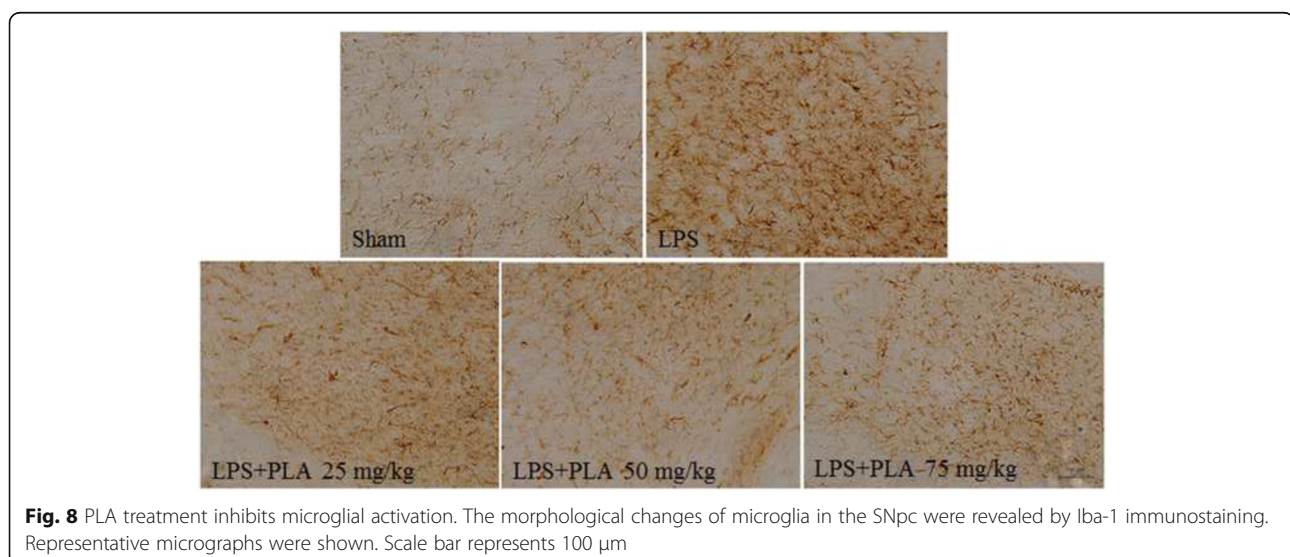 Sham
LPS
LPS+PLA 25 mg/kg
LPS+PLA 50 mg/kg
LPS+PLA 75 mg/kg
Fig. 8 PLA treatment inhibits microglial activation. The morphological changes of microglia in the SNpc were revealed by Iba-1 immunostaining.
Representative micrographs were shown. Scale bar represents 100 μm